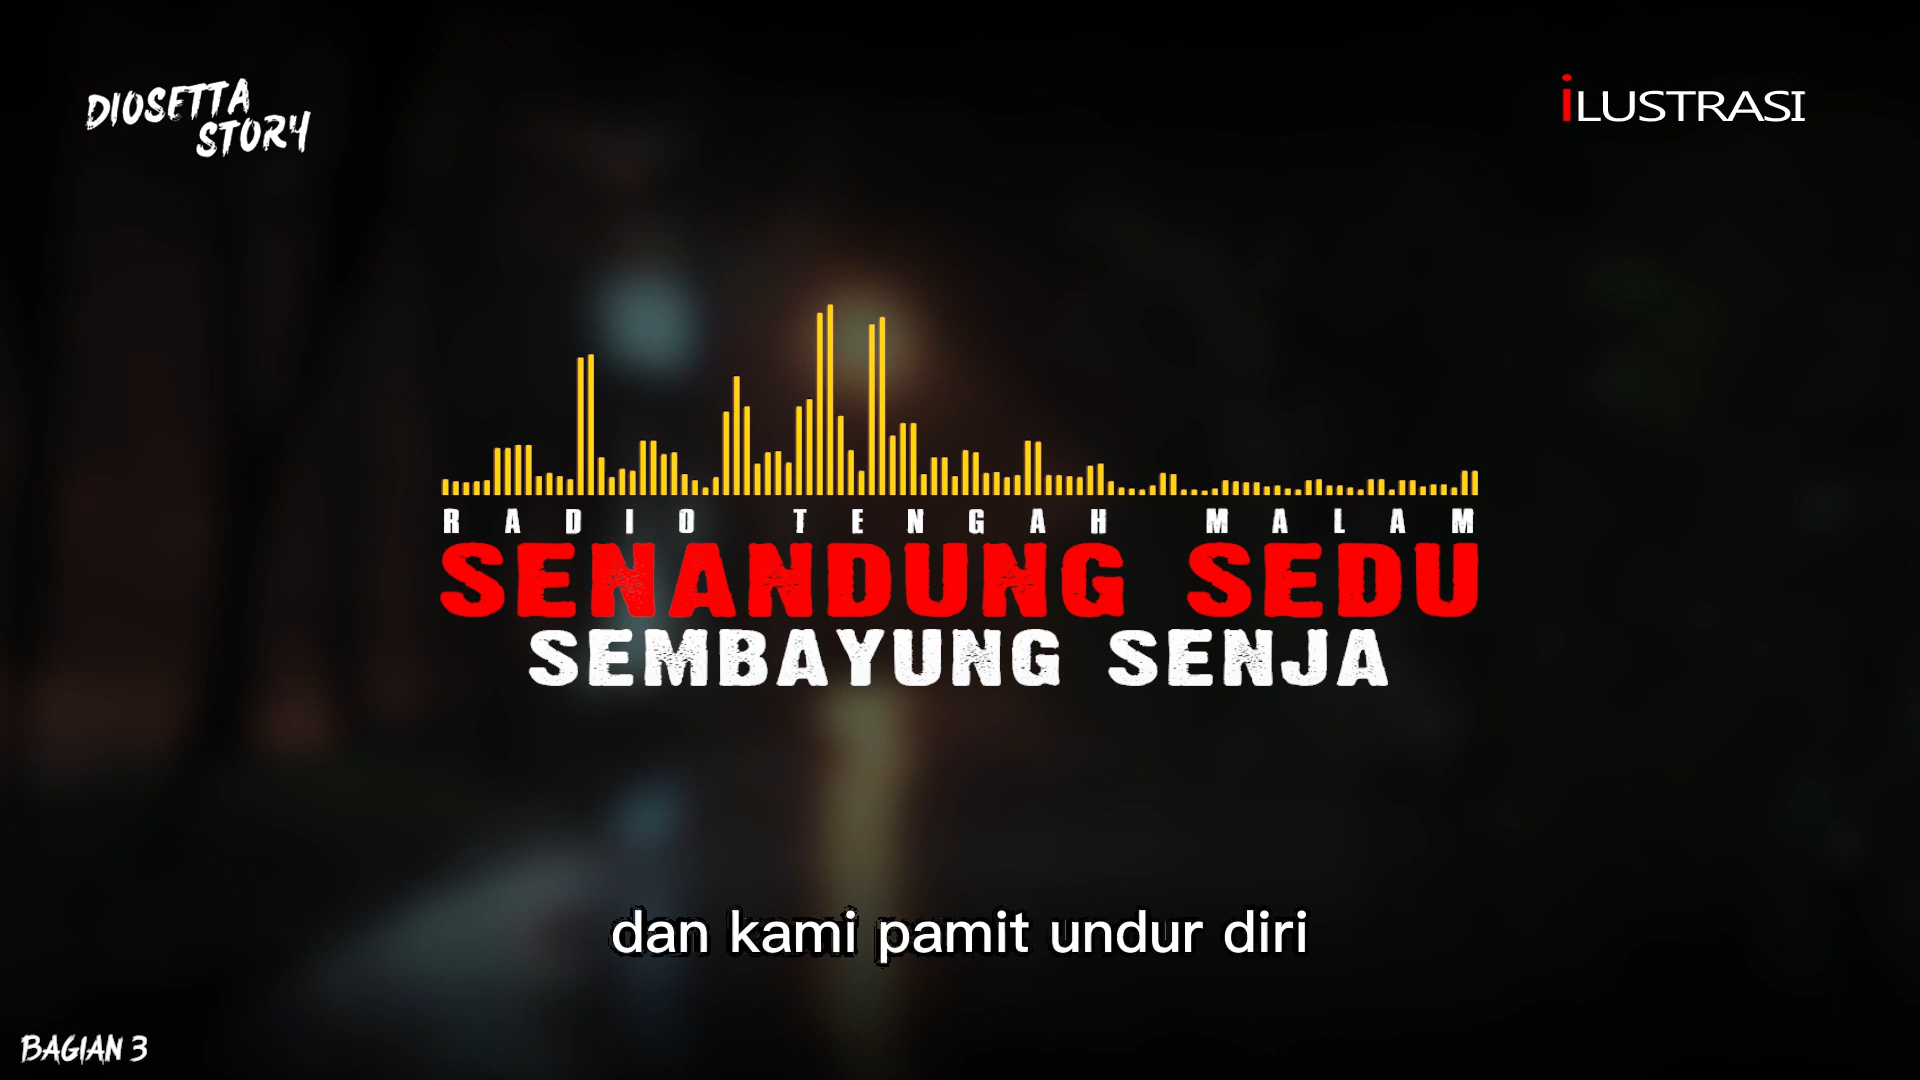 DIOSETTA
STORY
iLUSTRASI
RADIO TENGAH MALAM
SENANDUNG SEDU
SEMBAYUNG SENJA
dan kami pamit undur diri
BAGIAN 3